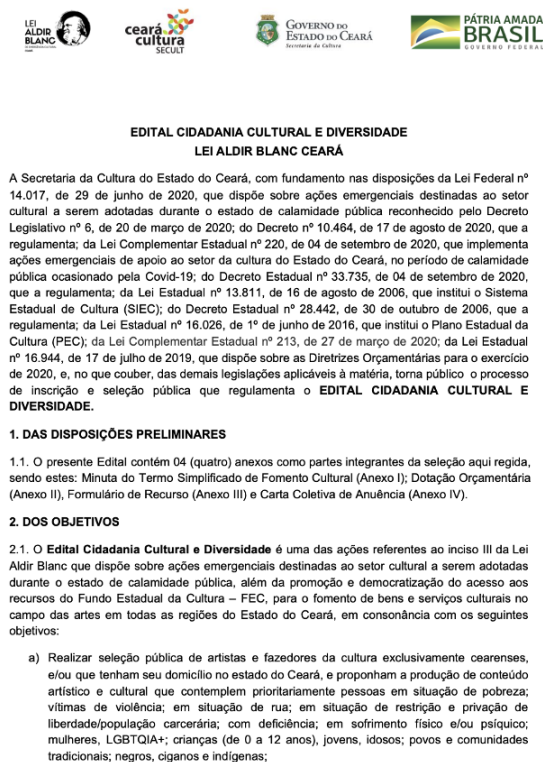 LEI
ALDIR
BLANC
ceará
cultura
SECULT
GOVERNO DO
ESTADO DO CEARÁ
Secretaria da Cultura
PÁTRIA AMADA
BRASIL
GOVERNO FEDERAL
EDITAL CIDADANIA CULTURAL E DIVERSIDADE
LEI ALDIR BLANC CEARÁ
A Secretaria da Cultura do Estado do Ceará, com fundamento nas disposições da Lei Federal nº
14.017, de 29 de junho de 2020, que dispõe sobre ações emergenciais destinadas ao setor
cultural a serem adotadas durante o estado de calamidade pública reconhecido pelo Decreto
Legislativo nº 6, de 20 de março de 2020; do Decreto nº 10.464, de 17 de agosto de 2020, que a
regulamenta; da Lei Complementar Estadual nº 220, de 04 de setembro de 2020, que implementa
ações emergenciais de apoio ao setor da cultura do Estado do Ceará, no período de calamidade
pública ocasionado pela Covid-19; do Decreto Estadual nº 33.735, de 04 de setembro de 2020,
que a regulamenta; da Lei Estadual nº 13.811, de 16 de agosto de 2006, que institui o Sistema
Estadual de Cultura (SIEC); do Decreto Estadual nº 28.442, de 30 de outubro de 2006, que a
regulamenta; da Lei Estadual nº 16.026, de 1º de junho de 2016, que institui o Plano Estadual da
Cultura (PEC); da Lei Complementar Estadual nº 213, de 27 de março de 2020; da Lei Estadual
nº 16.944, de 17 de julho de 2019, que dispõe sobre as Diretrizes Orçamentárias para o exercício
de 2020, e, no que couber, das demais legislações aplicáveis à matéria, torna público o processo
de inscrição e seleção pública que regulamenta o EDITAL CIDADANIA CULTURAL E
DIVERSIDADE.
1. DAS DISPOSIÇÕES PRELIMINARES
1.1. O presente Edital contém 04 (quatro) anexos como partes integrantes da seleção aqui regida,
sendo estes: Minuta do Termo Simplificado de Fomento Cultural (Anexo I); Dotação Orçamentária
(Anexo II), Formulário de Recurso (Anexo III) e Carta Coletiva de Anuência (Anexo IV).
2. DOS OBJETIVOS
2.1. O Edital Cidadania Cultural e Diversidade é uma das ações referentes ao inciso III da Lei
Aldir Blanc que dispõe sobre ações emergenciais destinadas ao setor cultural a serem adotadas
durante o estado de calamidade pública, além da promoção e democratização do acesso aos
recursos do Fundo Estadual da Cultura – FEC, para o fomento de bens e serviços culturais no
campo das artes em todas as regiões do Estado do Ceará, em consonância com os seguintes
objetivos:
a) Realizar seleção pública de artistas e fazedores da cultura exclusivamente cearenses,
e/ou que tenham seu domicílio no estado do Ceará, e proponham a produção de conteúdo
artístico e cultural que contemplem prioritariamente pessoas em situação de pobreza;
vítimas de violência; em situação de rua; em situação de restrição e privação de
liberdade/população carcerária; com deficiência; em sofrimento físico e/ou psíquico;
mulheres, LGBTQIA+; crianças (de 0 a 12 anos), jovens, idosos; povos e comunidades
tradicionais; negros, ciganos e indígenas;